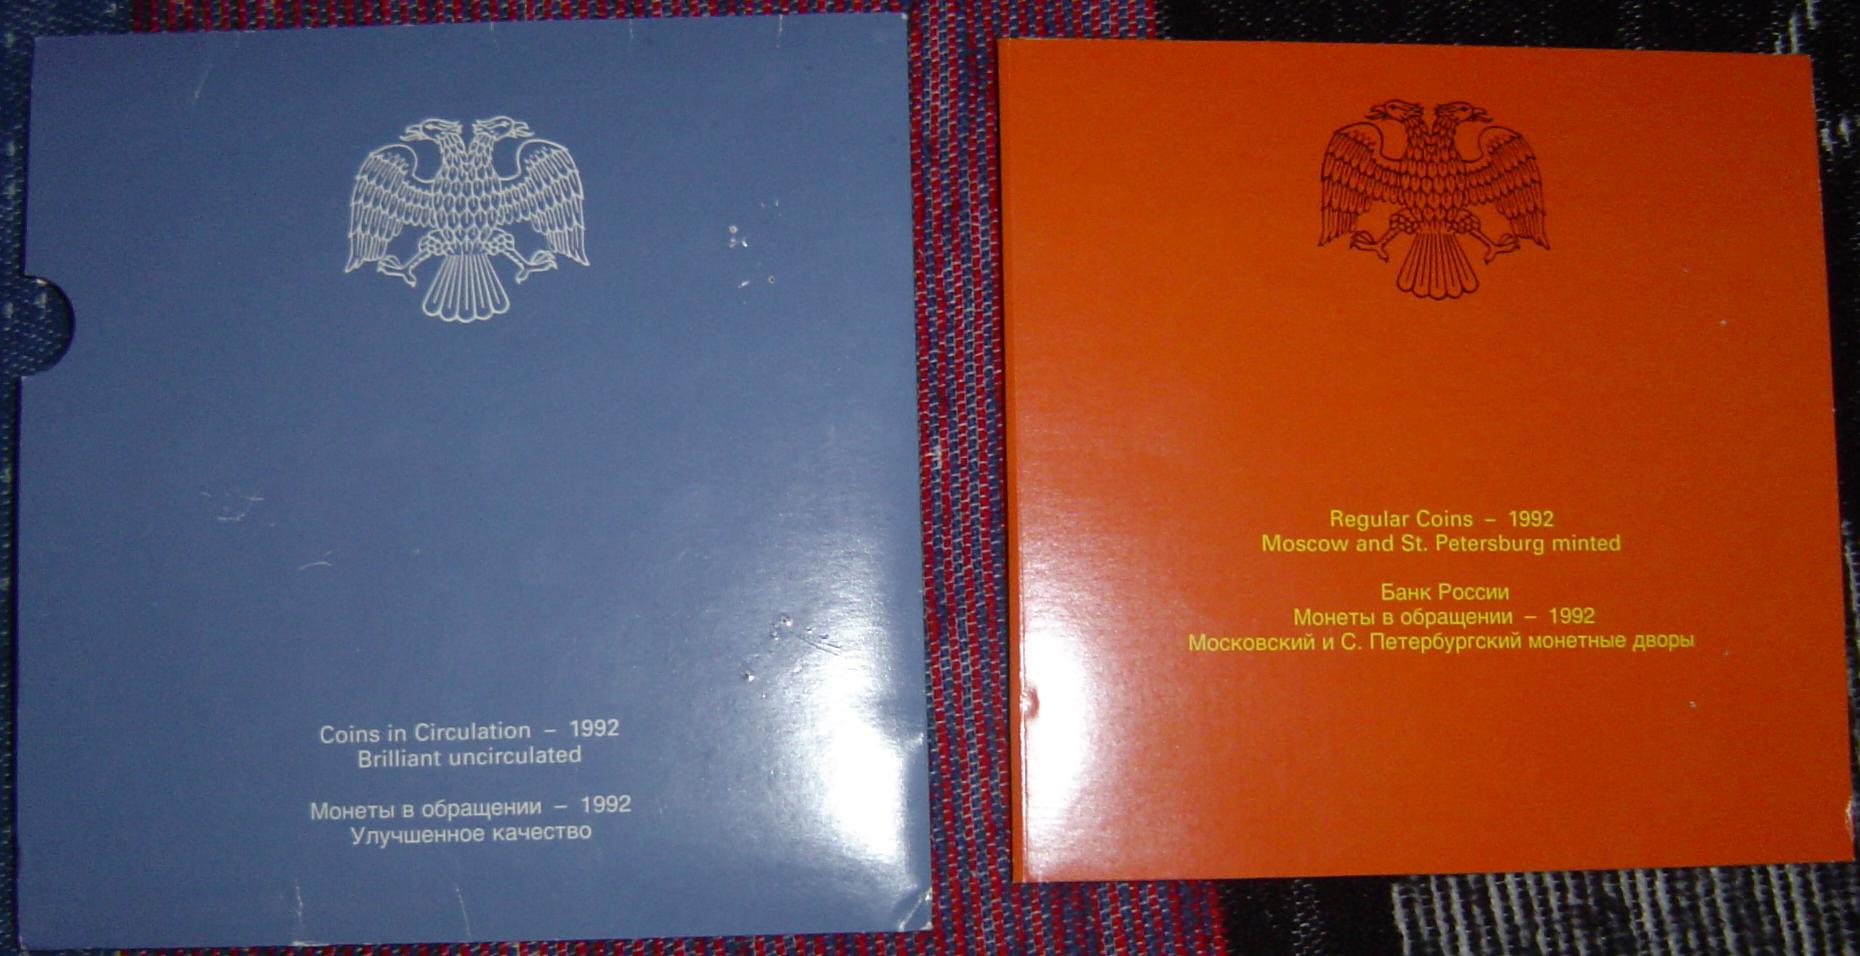 Coins in Circulation – 1992
Brilliant uncirculated
Монеты в обращении – 1992
Улучшенное качество
Regular Coins – 1992
Moscow and St. Petersburg minted
Банк России
Монеты в обращении – 1992
Московский и С. Петербургский монетные дворы